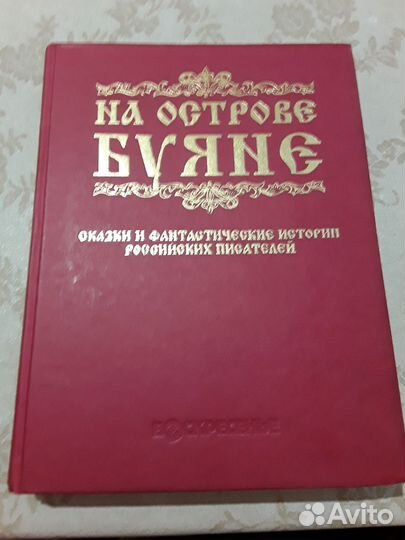 НА ОСТРОВЕ
БУЯНЕ
СКАЗКИ И ФАНТАСТИЧЕСКИЕ ИСТОРИИ
РОССИЙСКИХ ПИСАТЕЛЕЙ
ВОСКРЕСЕНЬЕ
Avito